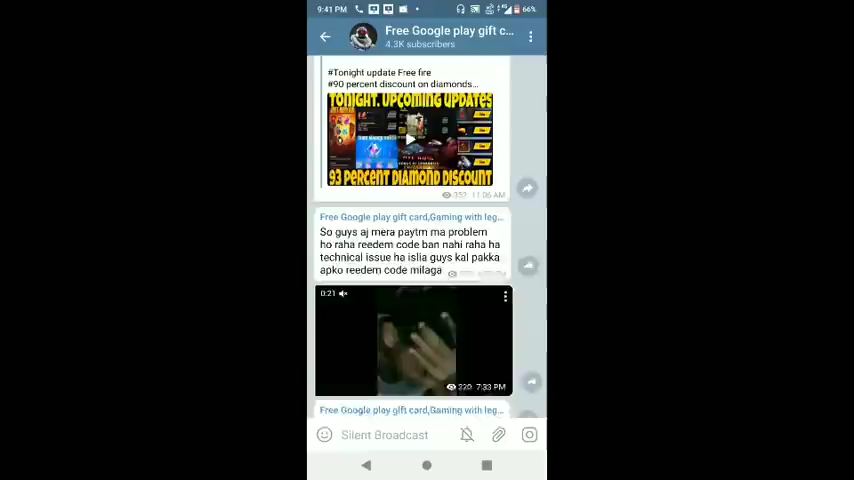 9:41 PM
66%
Free Google play gift c...
4.3K subscribers
#Tonight update Free fire
#90 percent discount on diamonds...
TONIGHT. UPCOMING UPDATES
93 PERCENT DIAMOND DISCOUNT
352 11:06 AM
Free Google play gift card,Gaming with leg...
So guys aj mera paytm ma problem
ho raha reedem code ban nahi raha ha
technical issue ha islia guys kal pakka
apko reedem code milaga
0:21
220 7:33 PM
Free Google play gift card,Gaming with leg...
Silent Broadcast